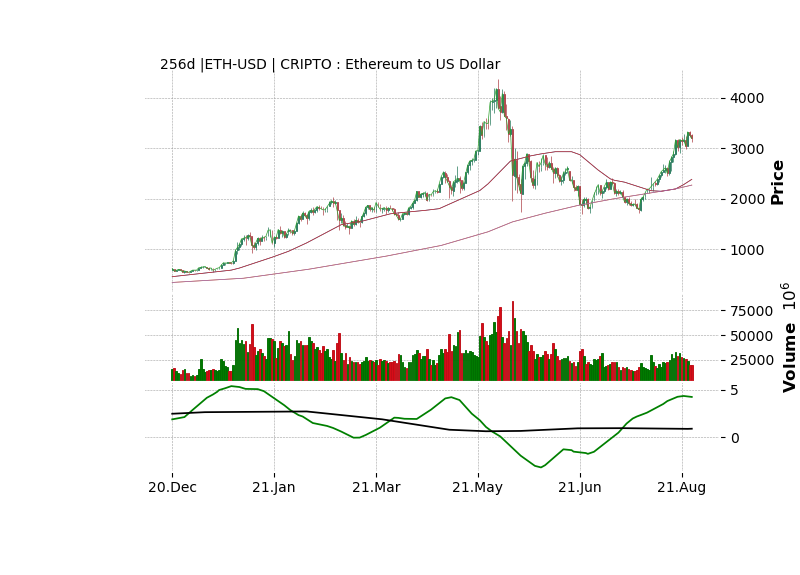 256d |ETH-USD | CRIPTO : Ethereum to US Dollar
4000
3000
2000
1000
Price
75000
50000
25000
Volume 10^6
5
0
20.Dec
21.Jan
21.Mar
21.May
21.Jun
21.Aug